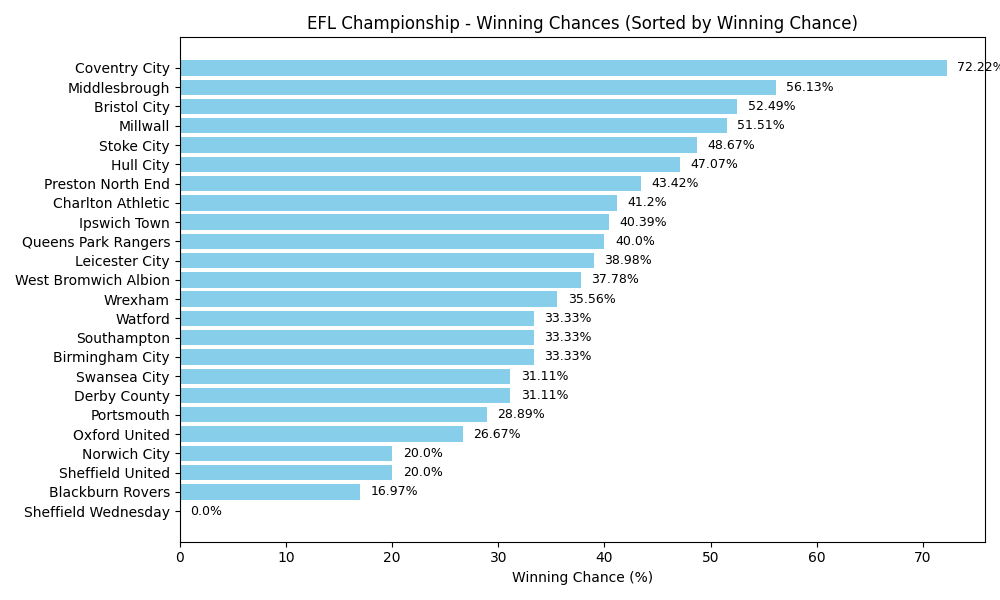 EFL Championship - Winning Chances (Sorted by Winning Chance)
Coventry City 72.22%
Middlesbrough 56.13%
Bristol City 52.49%
Millwall 51.51%
Stoke City 48.67%
Hull City 47.07%
Preston North End 43.42%
Charlton Athletic 41.2%
Ipswich Town 40.39%
Queens Park Rangers 40.0%
Leicester City 38.98%
West Bromwich Albion 37.78%
Wrexham 35.56%
Watford 33.33%
Southampton 33.33%
Birmingham City 33.33%
Swansea City 31.11%
Derby County 31.11%
Portsmouth 28.89%
Oxford United 26.67%
Norwich City 20.0%
Sheffield United 20.0%
Blackburn Rovers 16.97%
Sheffield Wednesday 0.0%
0 10 20 30 40 50 60 70
Winning Chance (%)